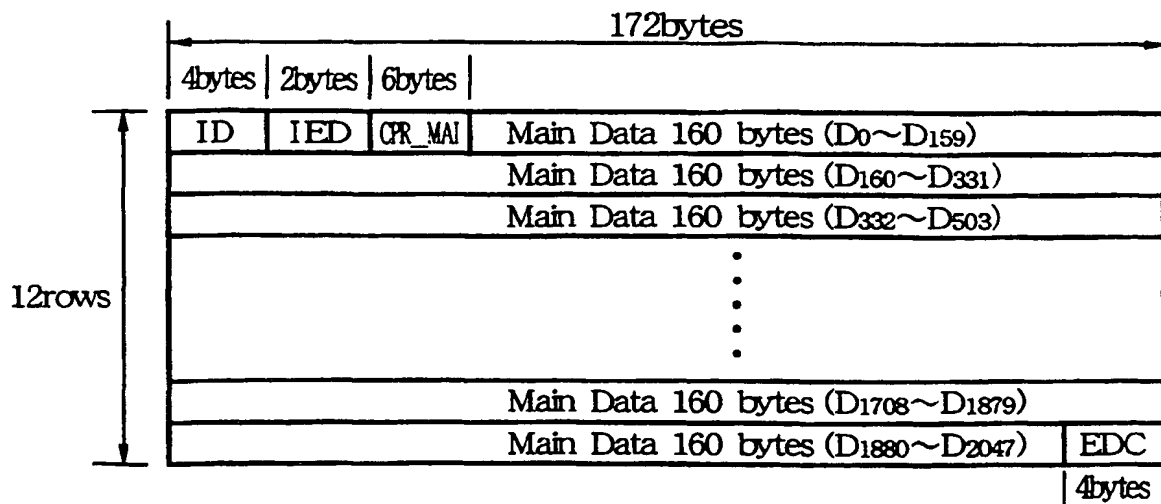 172bytes
4bytes 2bytes 6bytes
ID IED CPR_MAI Main Data 160 bytes (D0~D159)
Main Data 160 bytes (D160~D331)
Main Data 160 bytes (D332~D503)
12rows
Main Data 160 bytes (D1708~D1879)
Main Data 160 bytes (D1880~D2047) EDC
4bytes